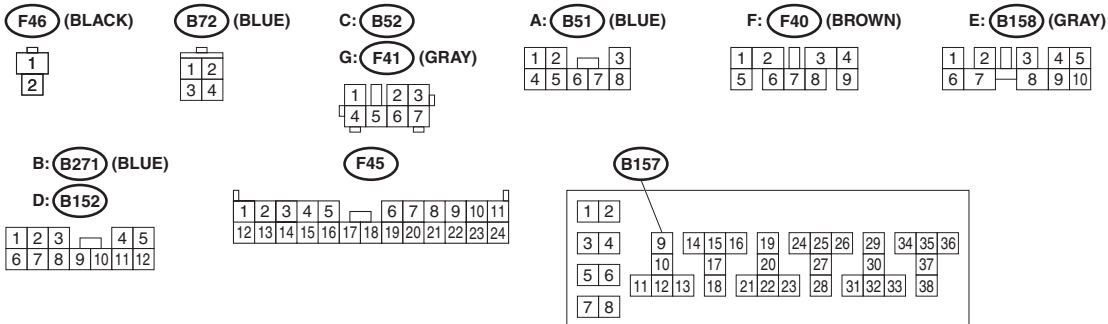 F46 (BLACK)
1
2
B72 (BLUE)
1 2
3 4
C: B52
G: F41 (GRAY)
1 2 3
4 5 6 7
A: B51 (BLUE)
1 2 3
4 5 6 7 8
F: F40 (BROWN)
1 2 3 4
5 6 7 8 9
E: B158 (GRAY)
1 2 3 4 5
6 7 8 9 10
B: B271 (BLUE)
D: B152
1 2 3 4 5
6 7 8 9 10 11 12
F45
1 2 3 4 5 6 7 8 9 10 11
12 13 14 15 16 17 18 19 20 21 22 23 24
B157
1 2
3 4 9 14 15 16 19 24 25 26 29 34 35 36
10 17 20 27 30 37
5 6 11 12 13 18 21 22 23 28 31 32 33 38
7 8